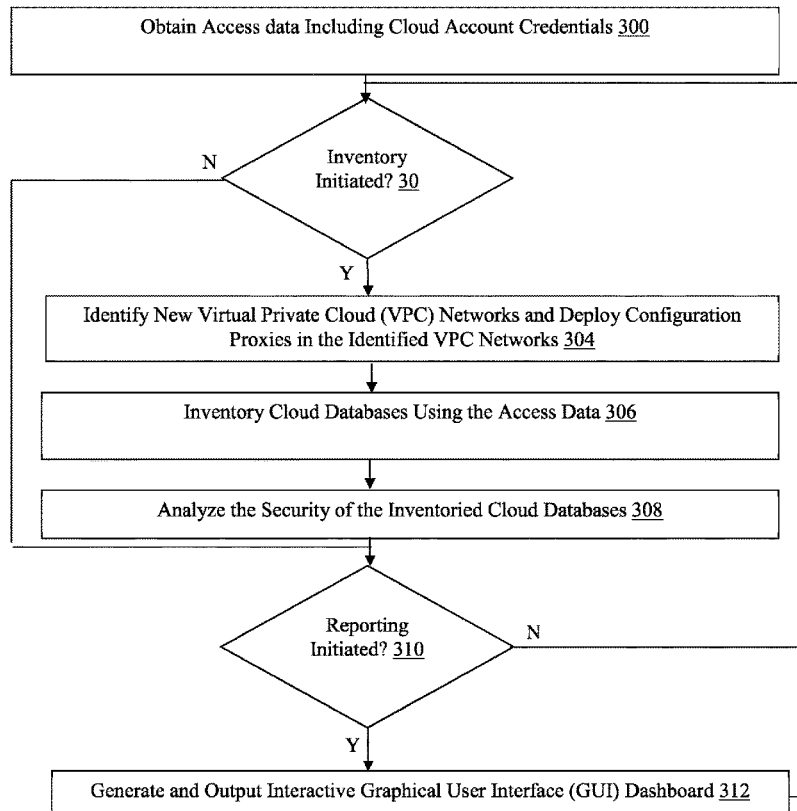 Obtain Access data Including Cloud Account Credentials 300
N
Inventory
Initiated? 30
Y
Identify New Virtual Private Cloud (VPC) Networks and Deploy Configuration
Proxies in the Identified VPC Networks 304
Inventory Cloud Databases Using the Access Data 306
Analyze the Security of the Inventoried Cloud Databases 308
Reporting
Initiated? 310
N
Y
Generate and Output Interactive Graphical User Interface (GUI) Dashboard 312